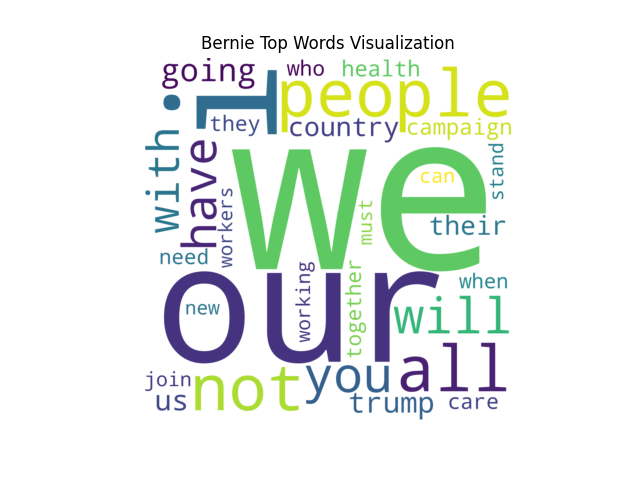 Bernie Top Words Visualization
going
who
health
i
people
they
country
campaign
with
have
we
can
stand
workers
must
their
need
our
working
together
when
new
will
join
not
you
all
us
trump
care